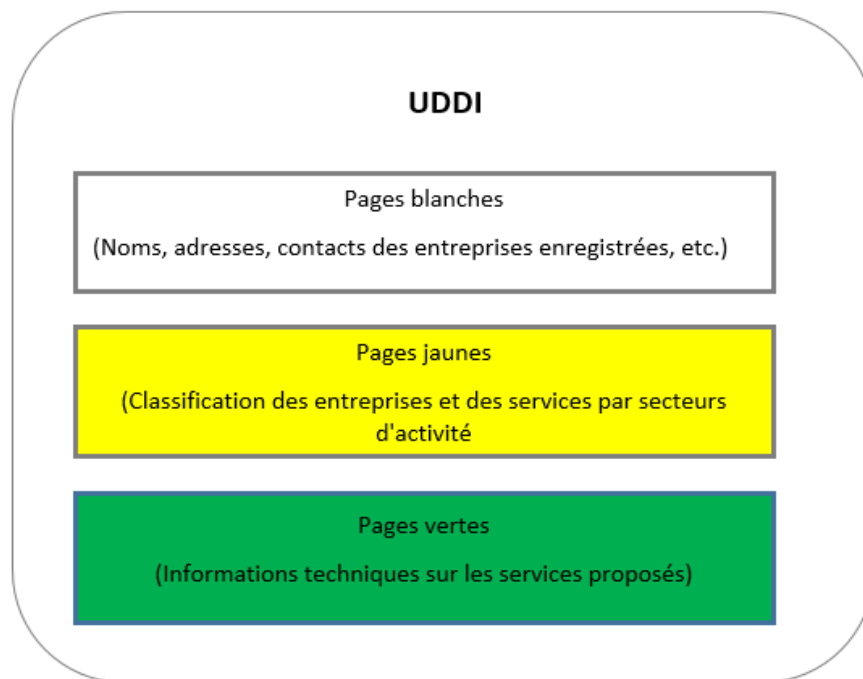 UDDI
Pages blanches
(Noms, adresses, contacts des entreprises enregistrées, etc.)
Pages jaunes
(Classification des entreprises et des services par secteurs
d'activité
Pages vertes
(Informations techniques sur les services proposés)